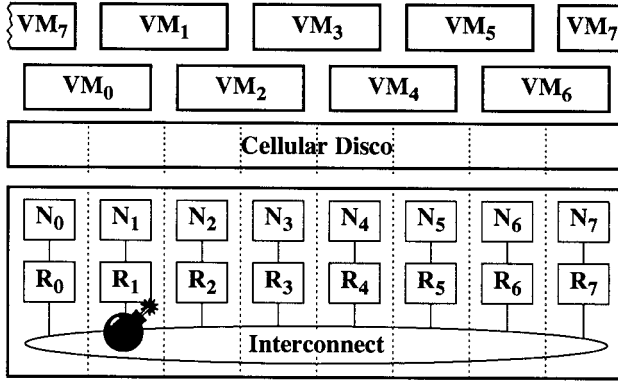 VM7 VM1 VM3 VM5 VM7
VM0 VM2 VM4 VM6
Cellular Disco
N0 N1 N2 N3 N4 N5 N6 N7
R0 R1 R2 R3 R4 R5 R6 R7
Interconnect